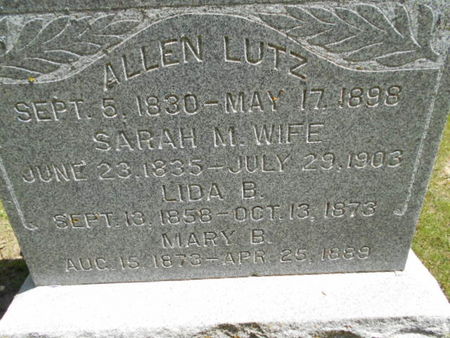 ALLEN LUTZ
SEPT. 5, 1830 – MAY 17, 1898
SARAH M. WIFE
JUNE 23, 1835 – JULY 29, 1903
LIDA B.
SEPT. 13, 1858 – OCT. 13, 1873
MARY B.
AUG. 15, 1873 – APR. 25, 1889